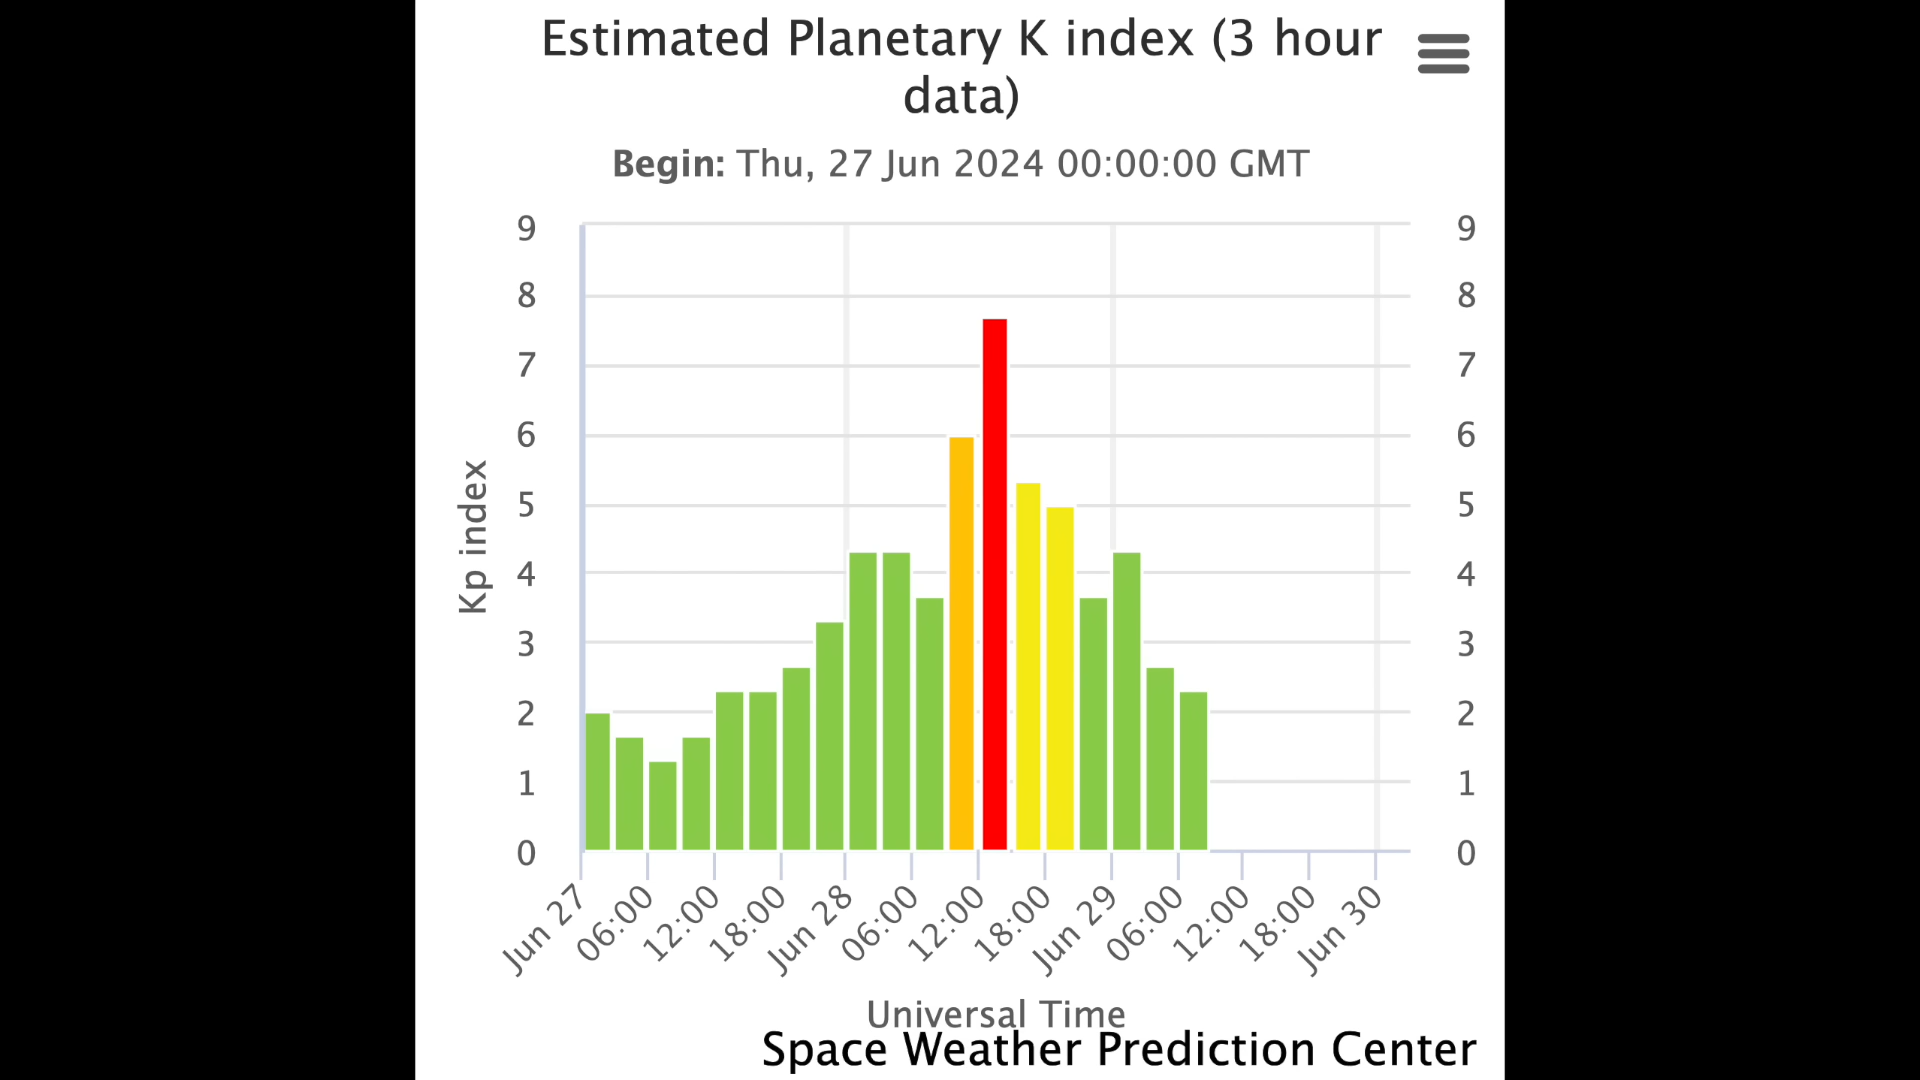 Estimated Planetary K index (3 hour
data)
Begin: Thu, 27 Jun 2024 00:00:00 GMT
9 9
8 8
7 7
6 6
5 5
4 4
3 3
2 2
1 1
0 0
Kp index
Jun 27 06:00 12:00 18:00 Jun 28 06:00 12:00 18:00 Jun 29 06:00 12:00 18:00 Jun 30
Universal Time
Space Weather Prediction Center